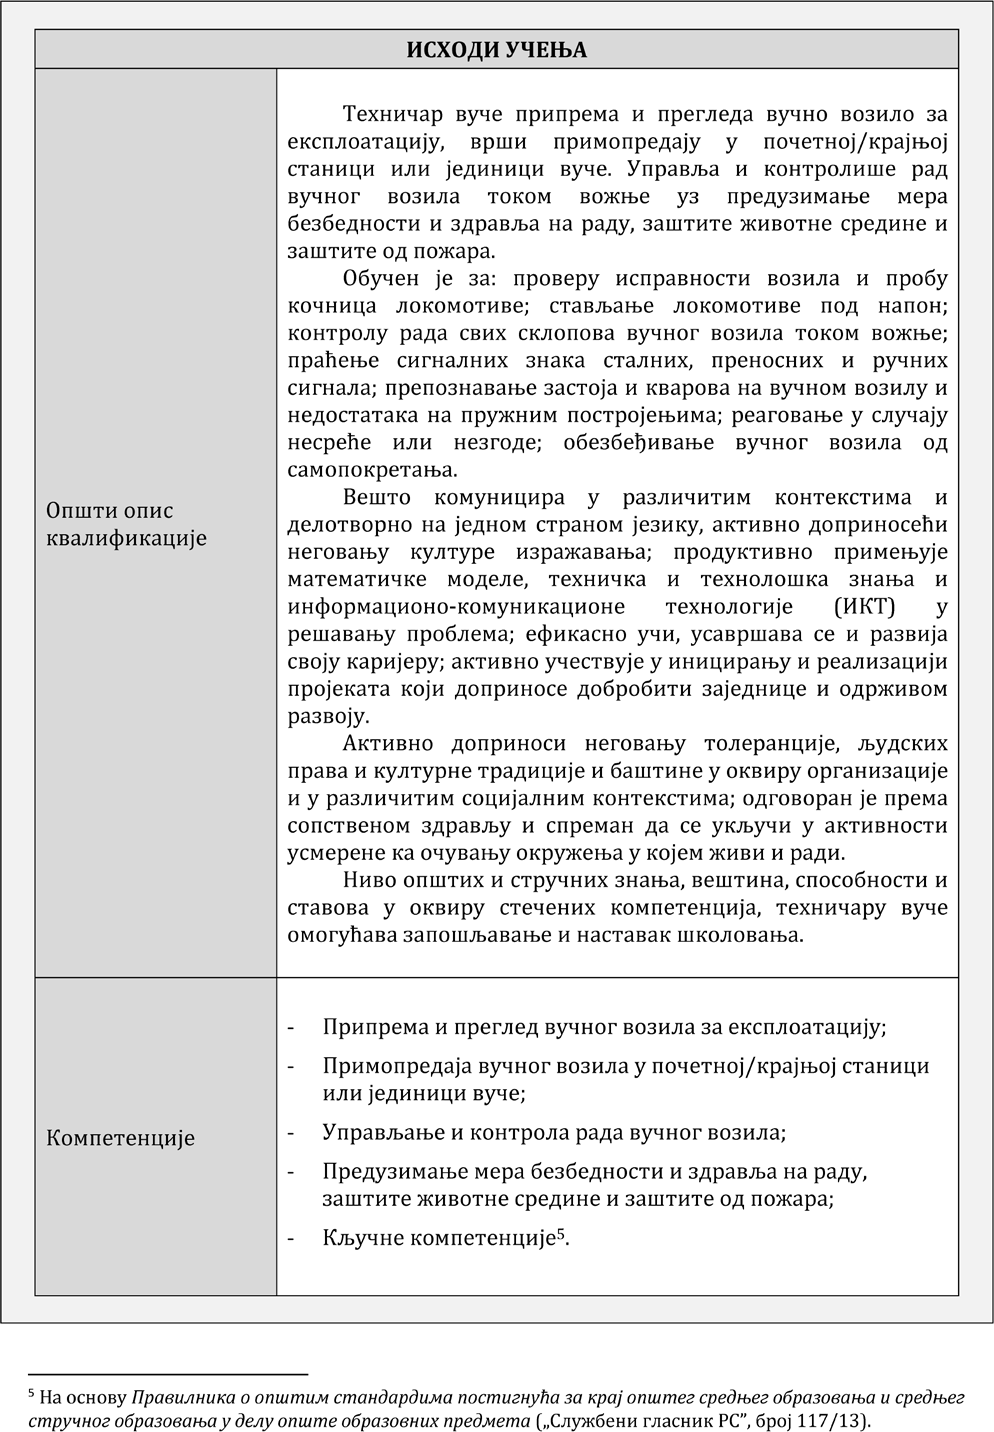 ИСХОДИ УЧЕЊА
Општи опис
квалификације
Техничар вуче припрема и прегледа вучно возило за
експлоатацију, врши примопредају у почетној/крајњој
станици или јединици вуче. Управља и контролише рад
вучног возила током вожње уз предузимање мера
безбедности и здравља на раду, заштите животне средине и
заштите од пожара.
Обучен је за: проверу исправности возила и пробу
кочница локомотиве; стављање локомотиве под напон;
контролу рада свих склопова вучног возила током вожње;
праћење сигналних знака сталних, преносних и ручних
сигнала; препознавање застоја и кварова на вучном возилу и
недостатака на пружним постројењима; реаговање у случају
несреће или незгоде; обезбеђивање вучног возила од
самопокретања.
Вешто комуницира у различитим контекстима и
делотворно на једном страном језику, активно доприносећи
неговању културе изражавања; продуктивно примењује
математичке моделе, техничка и технолошка знања и
информационо-комуникационе технологије (ИКТ) у
решавању проблема; ефикасно учи, усавршава се и развија
своју каријеру; активно учествује у иницирању и реализацији
пројеката који доприносе добробити заједнице и одрживом
развоју.
Активно доприноси неговању толеранције, људских
права и културне традиције и баштине у оквиру организације
и у различитим социјалним контекстима; одговоран је према
сопственом здрављу и спреман да се укључи у активности
усмерене ка очувању окружења у којем живи и ради.
Ниво општих и стручних знања, вештина, способности и
ставова у оквиру стечених компетенција, техничару вуче
омогућава запошљавање и наставак школовања.
Компетенције
- Припрема и преглед вучног возила за експлоатацију;
- Примопредаја вучног возила у почетној/крајњој станици
или јединици вуче;
- Управљање и контрола рада вучног возила;
- Предузимање мера безбедности и здравља на раду,
заштите животне средине и заштите од пожара;
- Кључне компетенције⁵.
⁵ На основу Правилника о општим стандардима постигнућа за крај општег средњег образовања и средњег
стручног образовања у делу опште образовних предмета („Службени гласник РС”, број 117/13).